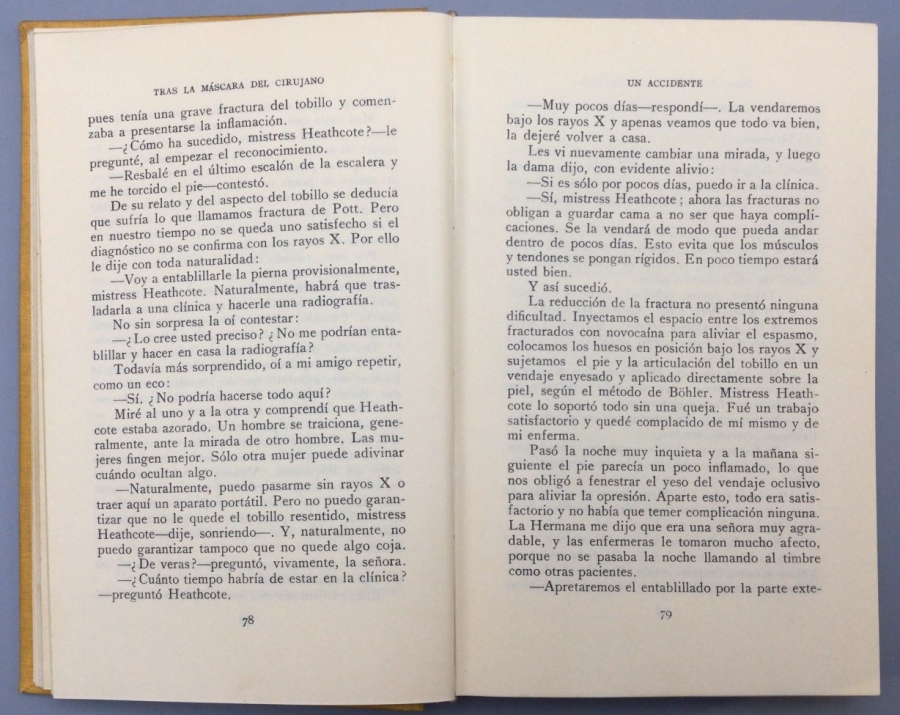 TRAS LA MÁSCARA DEL CIRUJANO
pues tenía una grave fractura del tobillo y comen-
zaba a presentarse la inflamación.
—¿Cómo ha sucedido, mistress Heathcote?—le
pregunté, al empezar el reconocimiento.
—Resbalé en el último escalón de la escalera y
me he torcido el pie—contestó.
De su relato y del aspecto del tobillo se deducía
que sufría lo que llamamos fractura de Pott. Pero
en nuestro tiempo no se queda uno satisfecho si el
diagnóstico no se confirma con los rayos X. Por ello
le dije con toda naturalidad:
—Voy a entablillarle la pierna provisionalmente,
mistress Heathcote. Naturalmente, habrá que tras-
ladarla a una clínica y hacerle una radiografía.
No sin sorpresa la oí contestar:
—¿Lo cree usted preciso? ¿No me podrían enta-
blillar y hacer en casa la radiografía?
Todavía más sorprendido, oí a mi amigo repetir,
como un eco:
—Sí. ¿No podría hacerse todo aquí?
Miré al uno y a la otra y comprendí que Heath-
cote estaba azorado. Un hombre se traiciona, gene-
ralmente, ante la mirada de otro hombre. Las mu-
jeres fingen mejor. Sólo otra mujer puede adivinar
cuándo ocultan algo.
—Naturalmente, puedo pasarme sin rayos X o
traer aquí un aparato portátil. Pero no puedo garan-
tizar que no le quede el tobillo resentido, mistress
Heathcote—dije, sonriendo—. Y, naturalmente, no
puedo garantizar tampoco que no quede algo coja.
—¿De veras?—preguntó, vivamente, la señora.
—¿Cuánto tiempo habría de estar en la clínica?
—preguntó Heathcote.
78
UN ACCIDENTE
—Muy pocos días—respondí—. La vendaremos
bajo los rayos X y apenas veamos que todo va bien,
la dejaré volver a casa.
Les vi nuevamente cambiar una mirada, y luego
la dama dijo, con evidente alivio:
—Si es sólo por pocos días, puedo ir a la clínica.
—Sí, mistress Heathcote; ahora las fracturas no
obligan a guardar cama a no ser que haya compli-
caciones. Se la vendará de modo que pueda andar
dentro de pocos días. Esto evita que los músculos
y tendones se pongan rígidos. En poco tiempo estará
usted bien.
Y así sucedió.
La reducción de la fractura no presentó ninguna
dificultad. Inyectamos el espacio entre los extremos
fracturados con novocaína para aliviar el espasmo,
colocamos los huesos en posición bajo los rayos X y
sujetamos el pie y la articulación del tobillo en un
vendaje enyesado y aplicado directamente sobre la
piel, según el método de Böhler. Mistress Heath-
cote lo soportó todo sin una queja. Fué un trabajo
satisfactorio y quedé complacido de mí mismo y de
mi enferma.
Pasó la noche muy inquieta y a la mañana si-
guiente el pie parecía un poco inflamado, lo que
nos obligó a fenestrar el yeso del vendaje oclusivo
para aliviar la opresión. Aparte esto, todo era satis-
factorio y no había que temer complicación ninguna.
La Hermana me dijo que era una señora muy agra-
dable, y las enfermeras le tomaron mucho afecto,
porque no se pasaba la noche llamando al timbre
como otras pacientes.
—Apretaremos el entablillado por la parte exte-
79